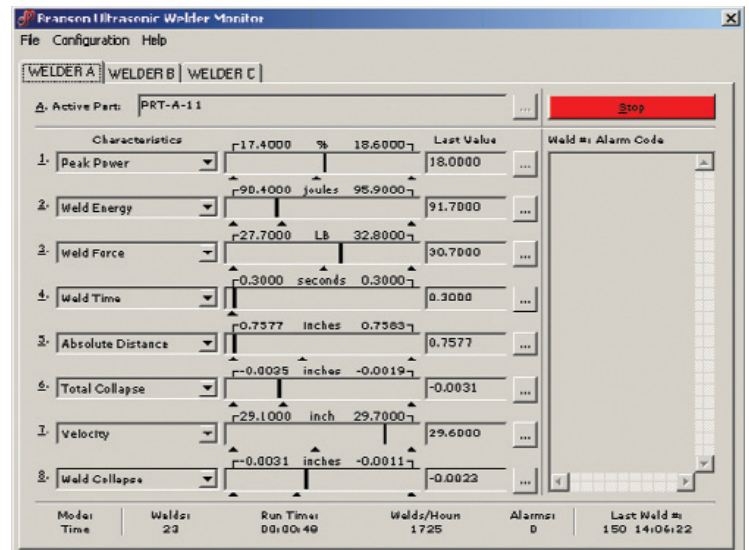 Branson Ultrasonic Welder Monitor
File Configuration Help
WELDER A WELDER B WELDER C
A. Active Part: PRT-A-11 ... Stop
Characteristics 17.4000 % 18.6000 Last Value Weld #: Alarm Code
1. Peak Power 18.0000 ...
90.4000 joules 95.9000
2. Weld Energy 91.7000 ...
27.7000 LB 32.8000
3. Weld Force 30.7000 ...
0.3000 seconds 0.3000
4. Weld Time 0.3000 ...
0.7577 inches 0.7583
5. Absolute Distance 0.7577 ...
-0.0035 inches -0.0019
6. Total Collapse -0.0031 ...
29.1000 inch 29.7000
7. Velocity 29.6000 ...
-0.0031 inches -0.0011
8. Weld Collapse -0.0023 ...
Mode: Welds: Run Time: Welds/Hour: Alarms: Last Weld #:
Time 23 00:00:48 1725 0 150 14:06:22